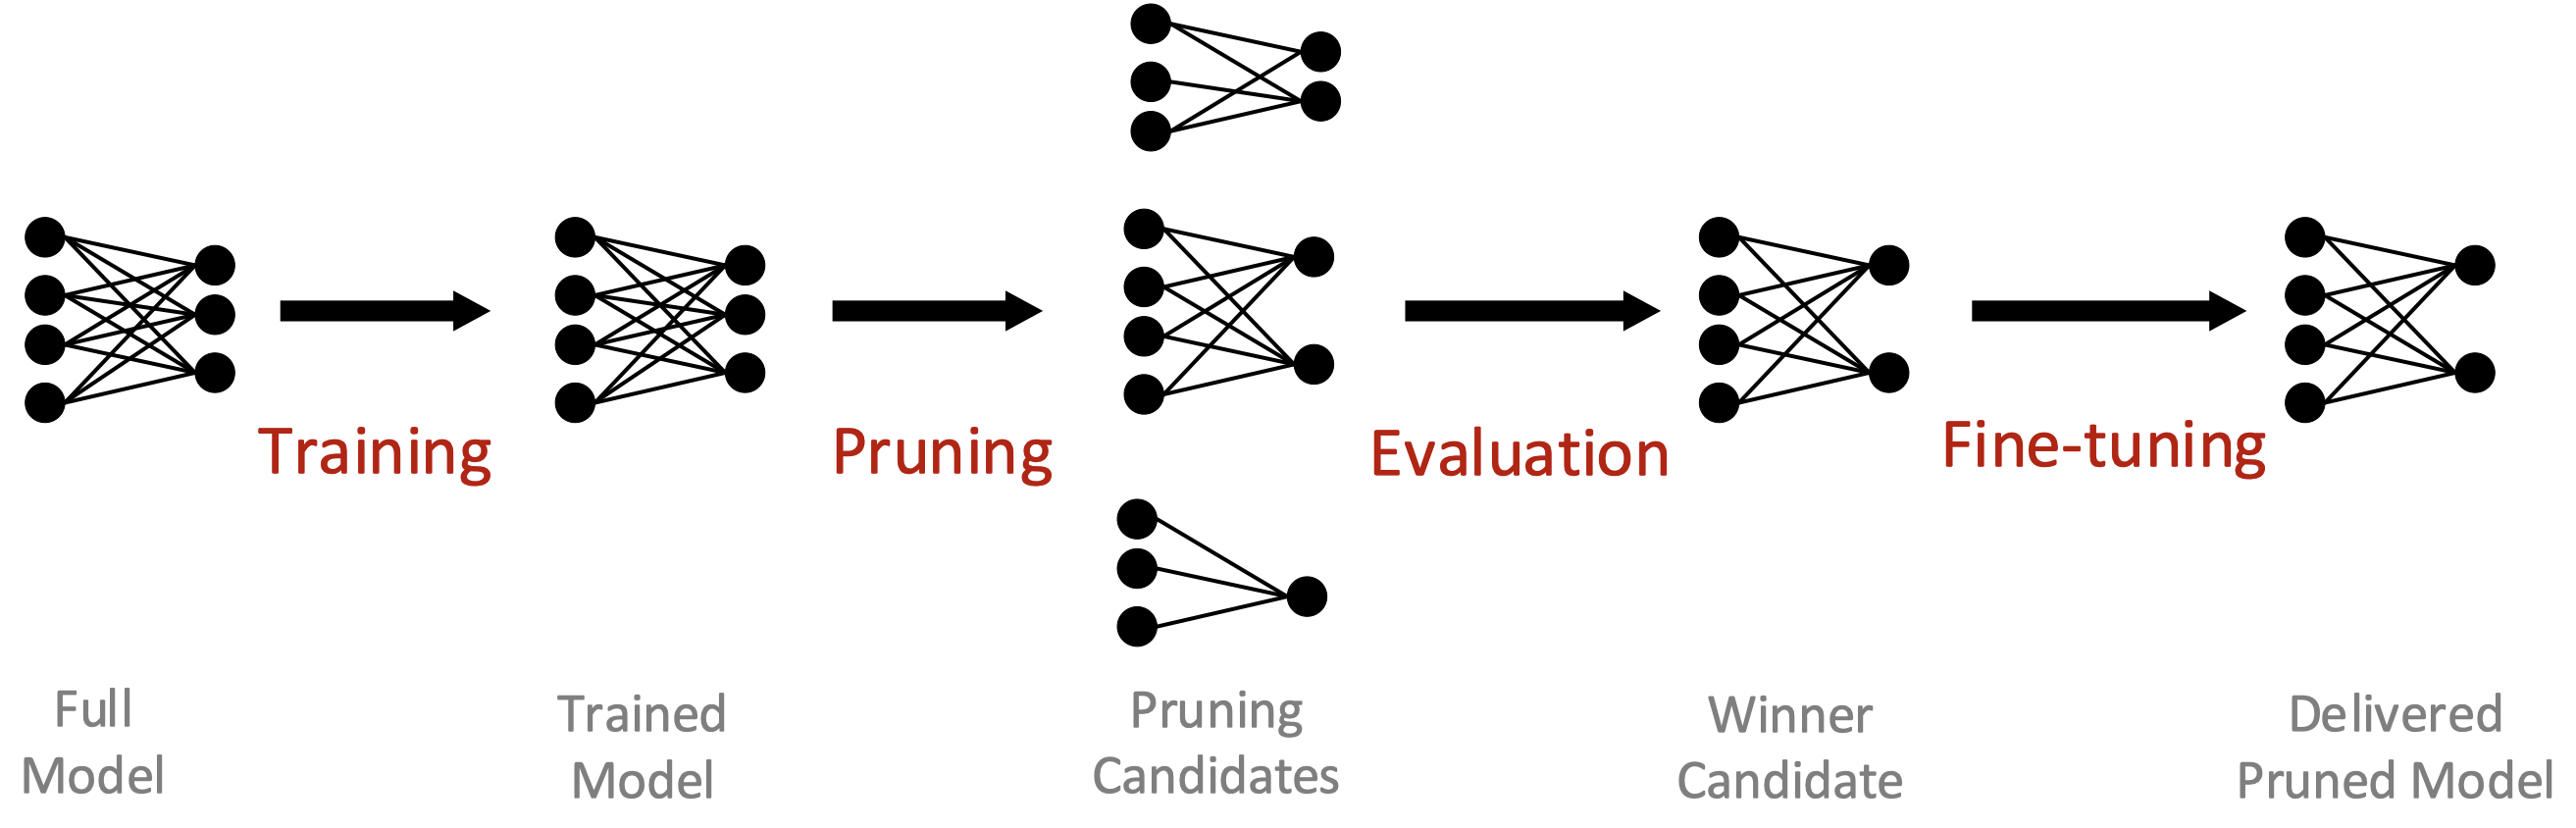 Training
Pruning
Evaluation
Fine-tuning
Full
Model
Trained
Model
Pruning
Candidates
Winner
Candidate
Delivered
Pruned Model